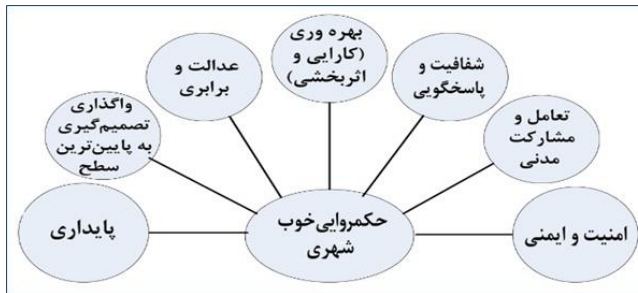 بهره وری
(کارایی و
اثربخشی)
شفافیت و
پاسخگویی
عدالت و
برابری
تعامل و
مشارکت
مدنی
واگذاری
تصمیم‌گیری
به پایین‌ترین
سطح
امنیت و ایمنی
حکمروایی‌خوب
شهری
پایداری